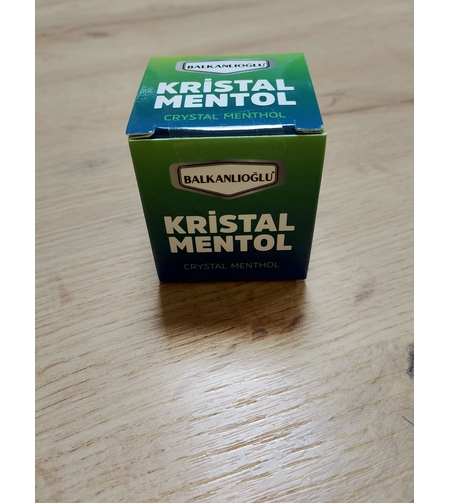 BALKANLIOĞLU
KRİSTAL
MENTOL
CRYSTAL MENTHOL
BALKANLIOĞLU
KRİSTAL
MENTOL
CRYSTAL MENTHOL